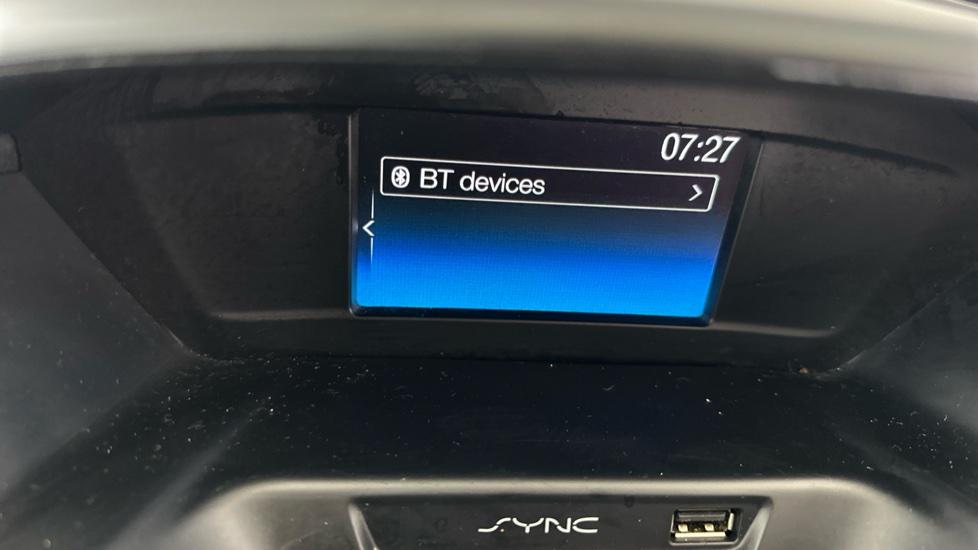 07:27
BT devices
SYNC